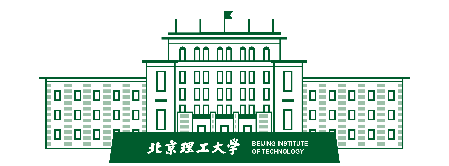 北京理工大学
BEIJING INSTITUTE
OF TECHNOLOGY